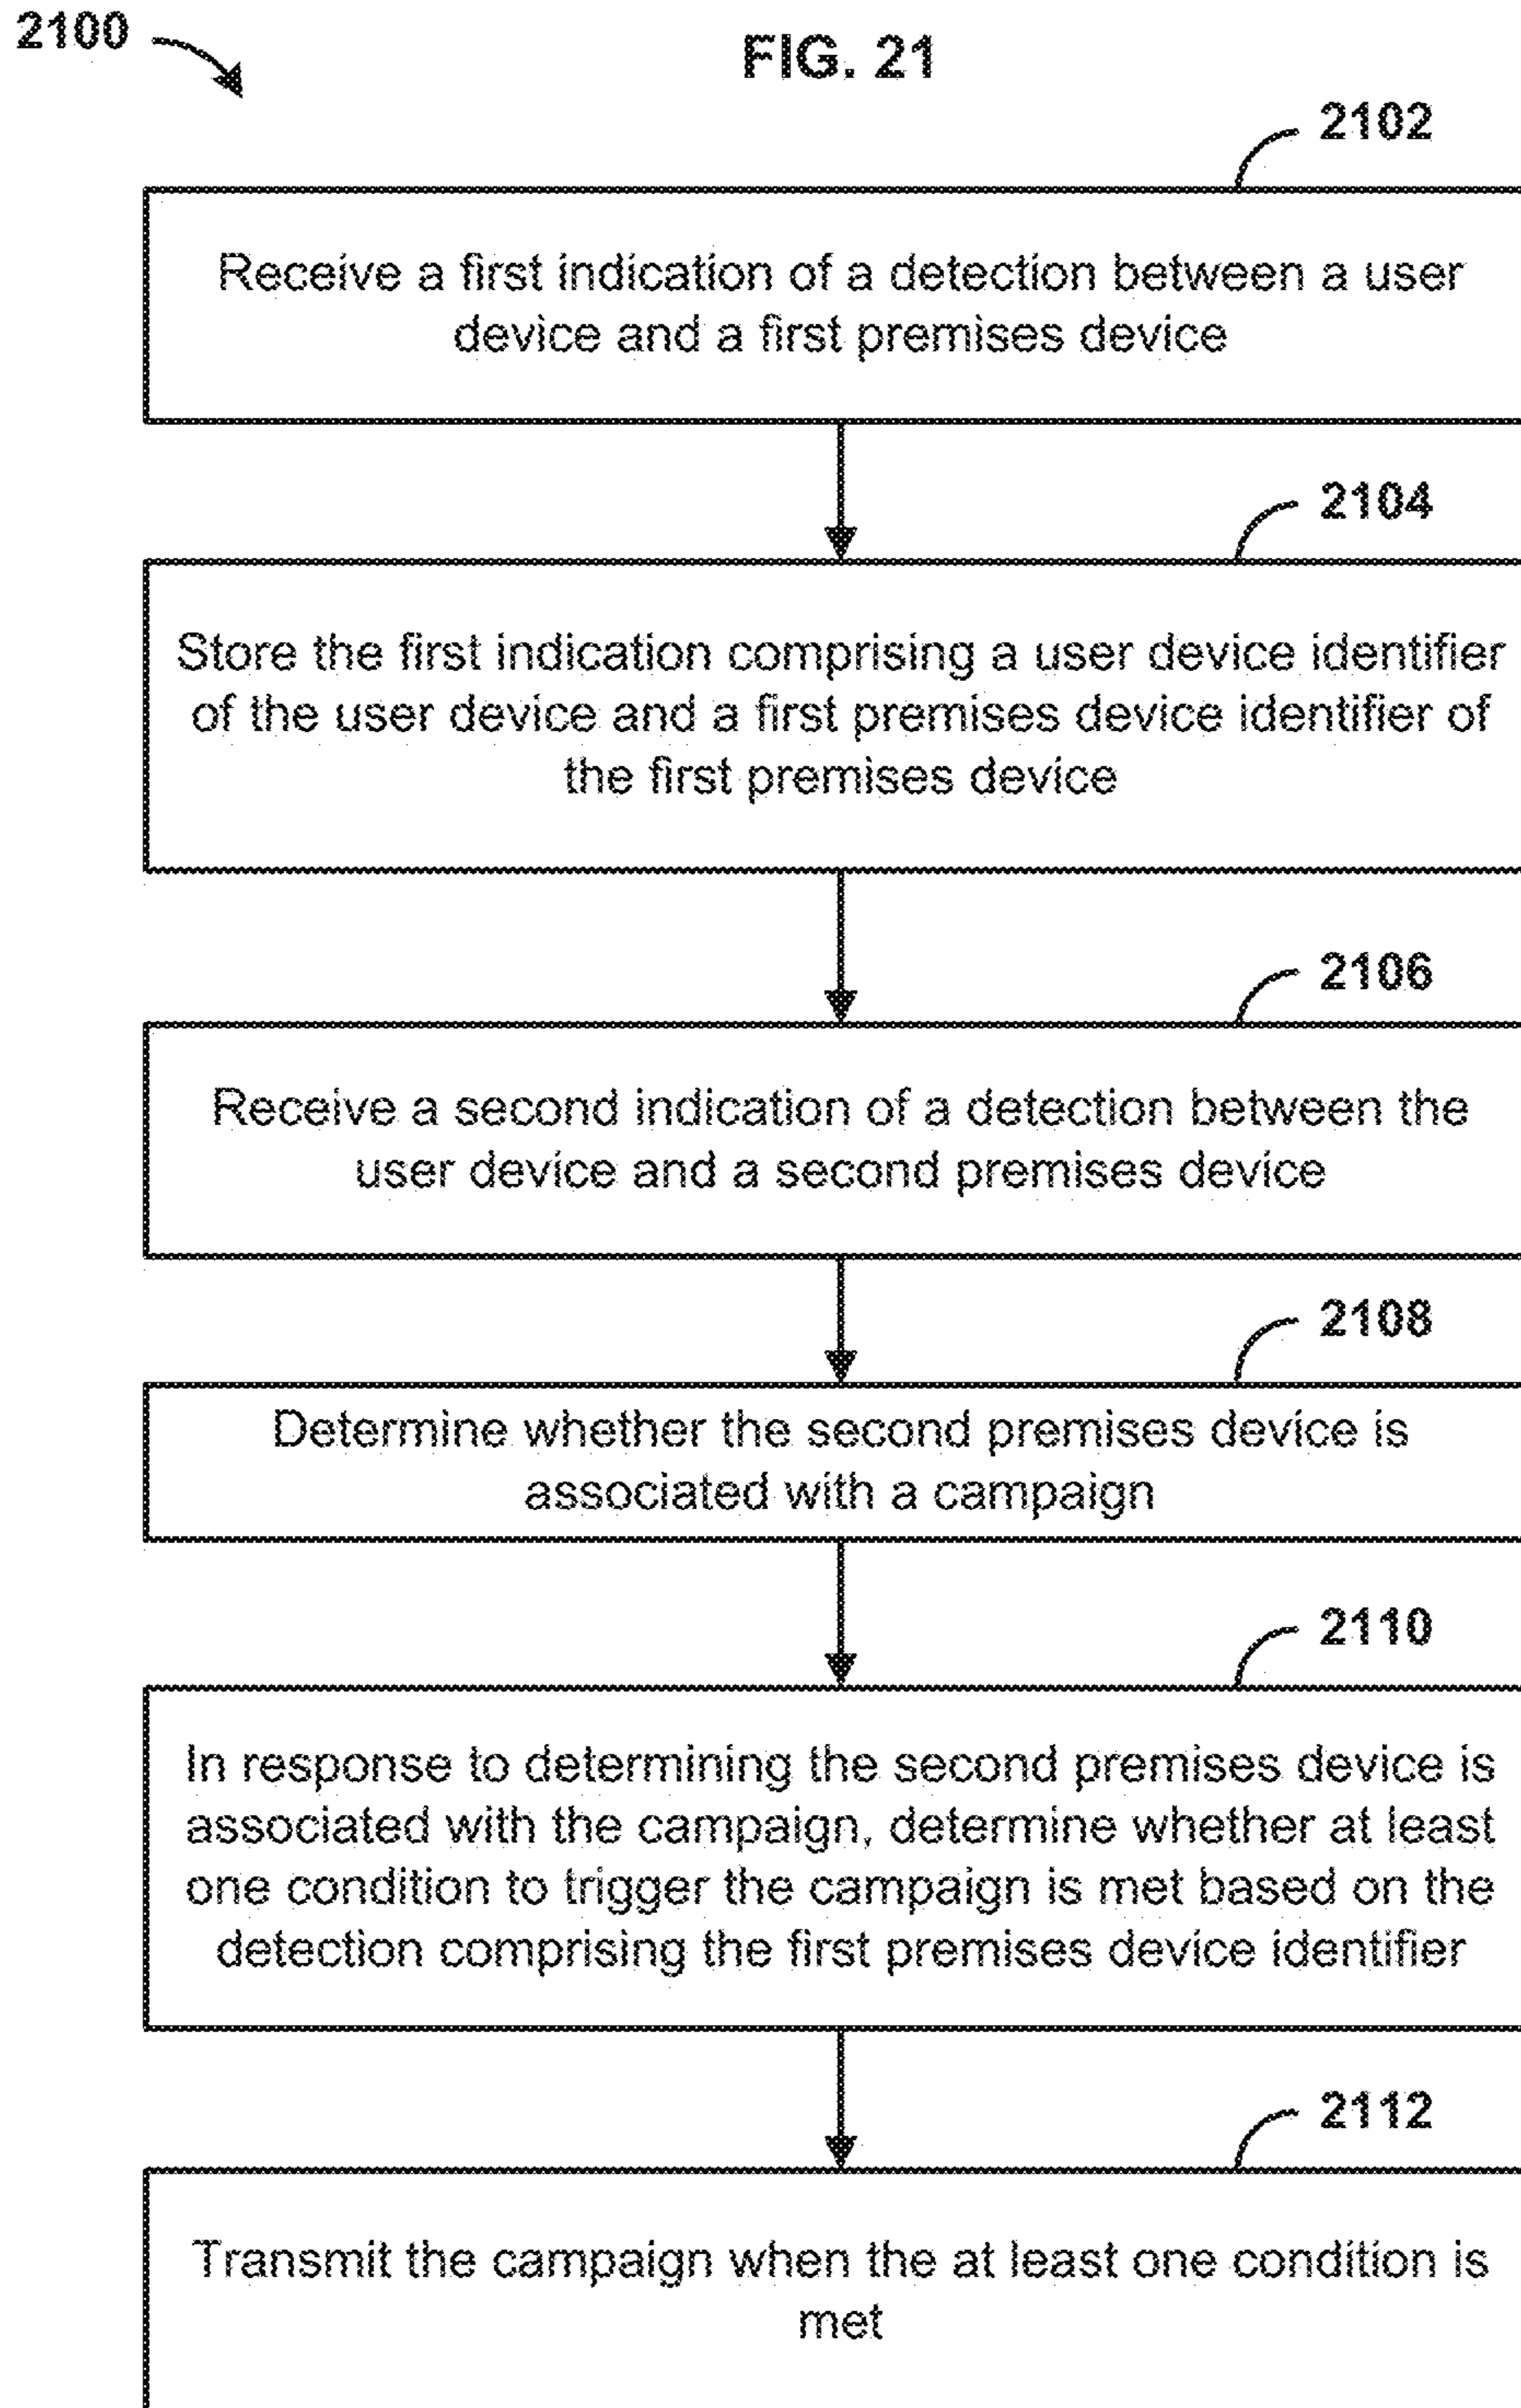 2100
FIG. 21
2102
Receive a first indication of a detection between a user
device and a first premises device
2104
Store the first indication comprising a user device identifier
of the user device and a first premises device identifier of
the first premises device
2106
Receive a second indication of a detection between the
user device and a second premises device
2108
Determine whether the second premises device is
associated with a campaign
2110
In response to determining the second premises device is
associated with the campaign, determine whether at least
one condition to trigger the campaign is met based on the
detection comprising the first premises device identifier
2112
Transmit the campaign when the at least one condition is
met